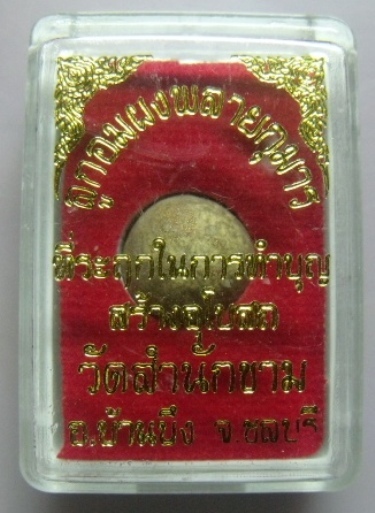 ลูกอมผงพลายกุมาร
ที่ระฤกในการทำบุญ
สร้างอุโบสถ
วัดสำนักขาม
อ.บ้านบึง จ.ชลบุรี